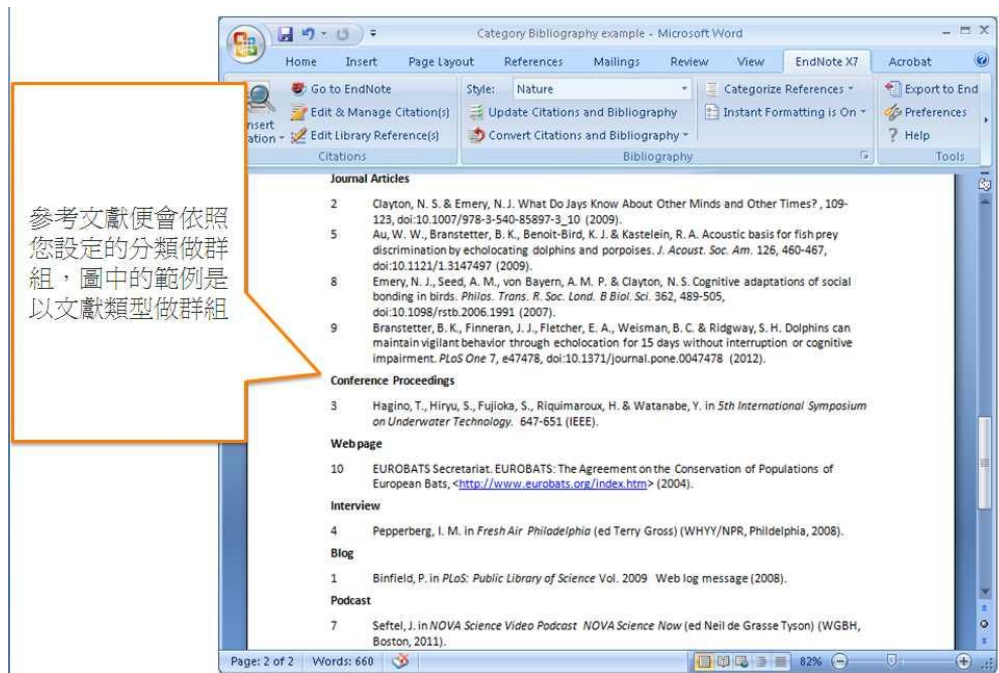 Category Bibliography example - Microsoft Word
Home Insert Page Layout References Mailings Review View EndNote X7 Acrobat
Go to EndNote
Edit & Manage Citation(s)
Edit Library Reference(s)
Citations
Style: Nature
Update Citations and Bibliography
Convert Citations and Bibliography
Categorize References
Instant Formatting is On
Bibliography
Export to End
Preferences
? Help
Tools
參考文獻便會依照
您設定的分類做群
組，圖中的範例是
以文獻類型做群組
Journal Articles
2 Clayton, N. S. & Emery, N. J. What Do Jays Know About Other Minds and Other Times? , 109-
123, doi:10.1007/978-3-540-85897-3_10 (2009).
5 Au, W. W., Branstetter, B. K., Benoit-Bird, K. J. & Kastelein, R. A. Acoustic basis for fish prey
discrimination by echolocating dolphins and porpoises. J. Acoust. Soc. Am. 126, 460-467,
doi:10.1121/1.3147497 (2009).
8 Emery, N. J., Seed, A. M., von Bayern, A. M. P. & Clayton, N. S. Cognitive adaptations of social
bonding in birds. Philos. Trans. R. Soc. Lond. B Biol. Sci. 362, 489-505,
doi:10.1098/rstb.2006.1991 (2007).
9 Branstetter, B. K., Finneran, J. J., Fletcher, E. A., Weisman, B. C. & Ridgway, S. H. Dolphins can
maintain vigilant behavior through echolocation for 15 days without interruption or cognitive
impairment. PLoS One 7, e47478, doi:10.1371/journal.pone.0047478 (2012).
Conference Proceedings
3 Hagino, T., Hiryu, S., Fujioka, S., Riquimaroux, H. & Watanabe, Y. in 5th International Symposium
on Underwater Technology. 647-651 (IEEE).
Web page
10 EUROBATS Secretariat. EUROBATS: The Agreement on the Conservation of Populations of
European Bats, <http://www.eurobats.org/index.htm> (2004).
Interview
4 Pepperberg, I. M. in Fresh Air Philadelphia (ed Terry Gross) (WHYY/NPR, Phildelphia, 2008).
Blog
1 Binfield, P. in PLoS: Public Library of Science Vol. 2009 Web log message (2008).
Podcast
7 Seftel, J. in NOVA Science Video Podcast NOVA Science Now (ed Neil de Grasse Tyson) (WGBH,
Boston, 2011).
Page: 2 of 2 Words: 660 82%